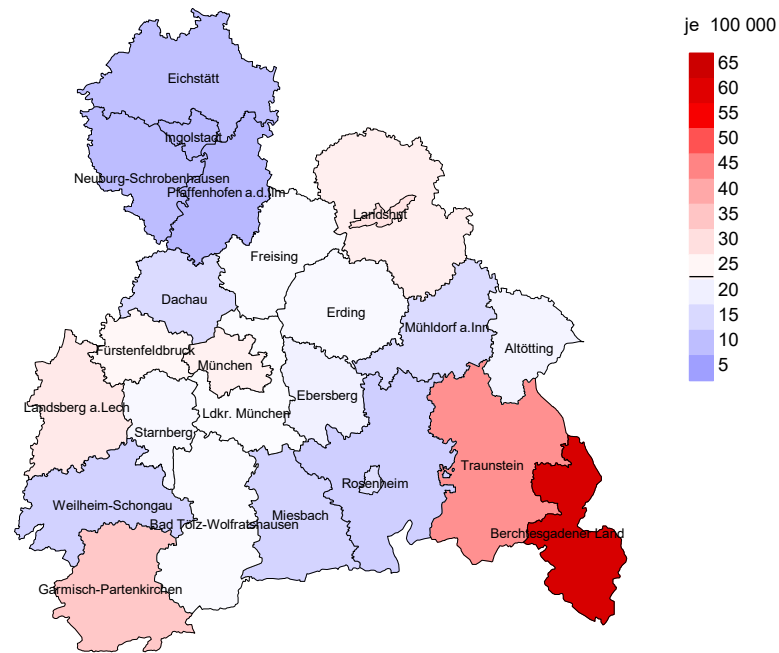 je 100 000
65
60
55
50
45
40
35
30
25
20
15
10
5
Eichstätt
Ingolstadt
Neuburg-Schrobenhausen
Pfaffenhofen a.d.Ilm
Landshut
Freising
Dachau
Erding
Mühldorf a.Inn
Altötting
Fürstenfeldbruck
München
Ebersberg
Landsberg a.Lech
Ldkr. München
Starnberg
Traunstein
Rosenheim
Weilheim-Schongau
Miesbach
Bad Tölz-Wolfratshausen
Berchtesgadener Land
Garmisch-Partenkirchen